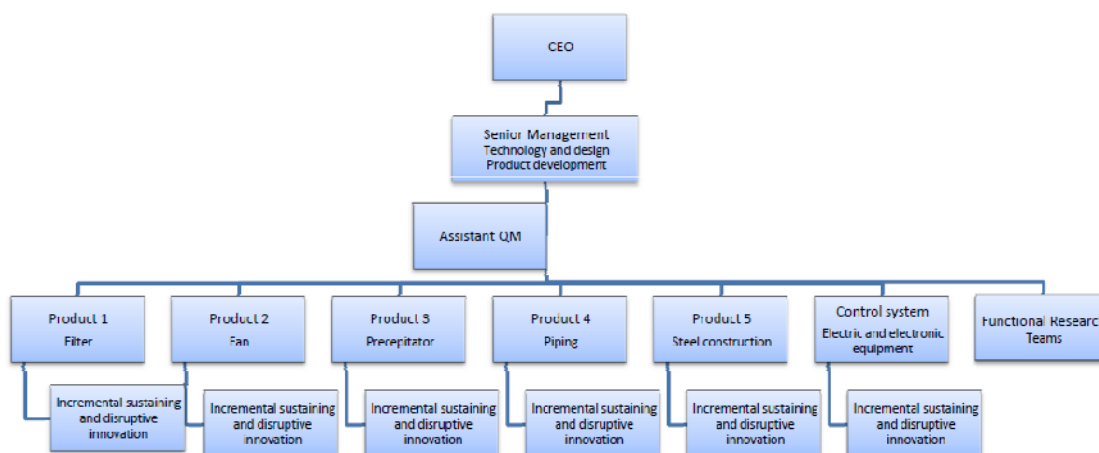 CEO
Senior Management
Technology and design
Product development
Assistant QM
Product 1
Filter
Product 2
Fan
Product 3
Precepitator
Product 4
Piping
Product 5
Steel construction
Control system
Electric and electronic
equipment
Functional Research
Teams
Incremental sustaining
and disruptive
innovation
Incremental sustaining
and disruptive
innovation
Incremental sustaining
and disruptive
innovation
Incremental sustaining
and disruptive
innovation
Incremental sustaining
and disruptive
innovation
Incremental sustaining
and disruptive
innovation